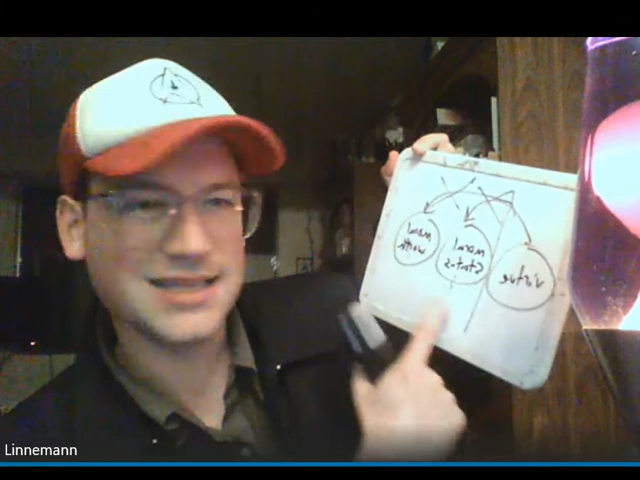 virtue
moral
status
moral
worth
Linnemann